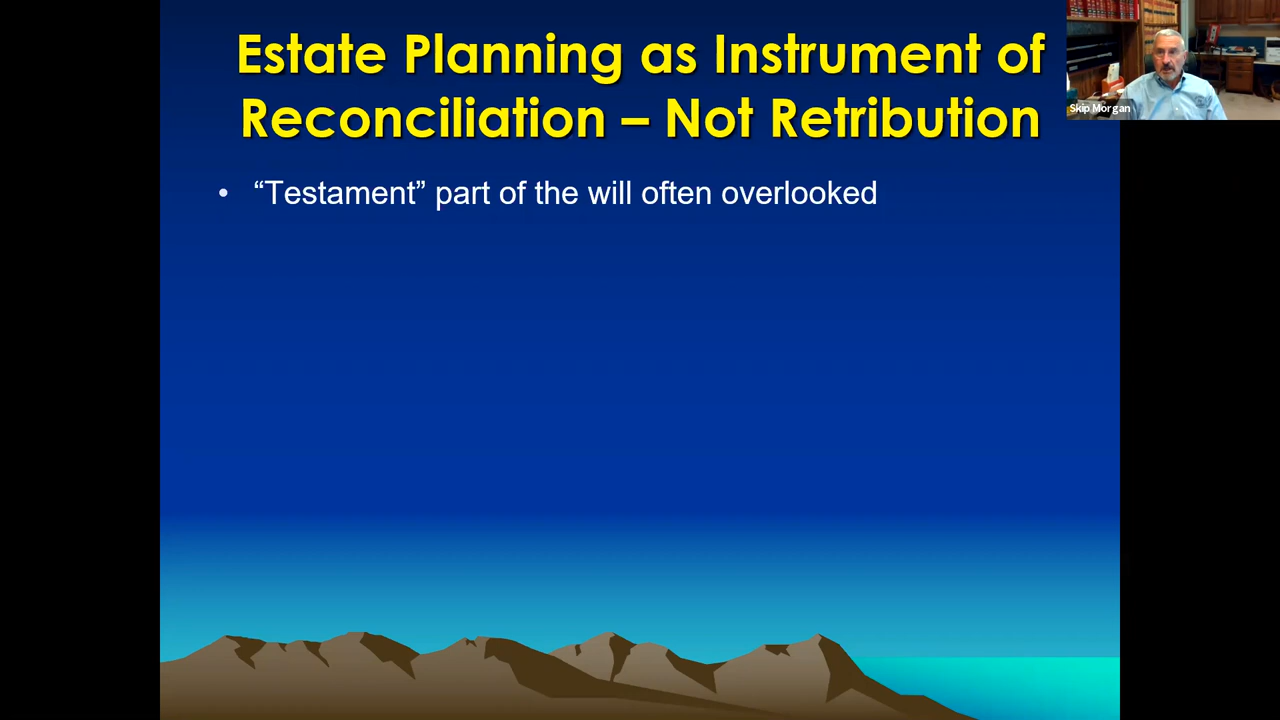 Estate Planning as Instrument of
Reconciliation – Not Retribution
• “Testament” part of the will often overlooked
Skip Morgan